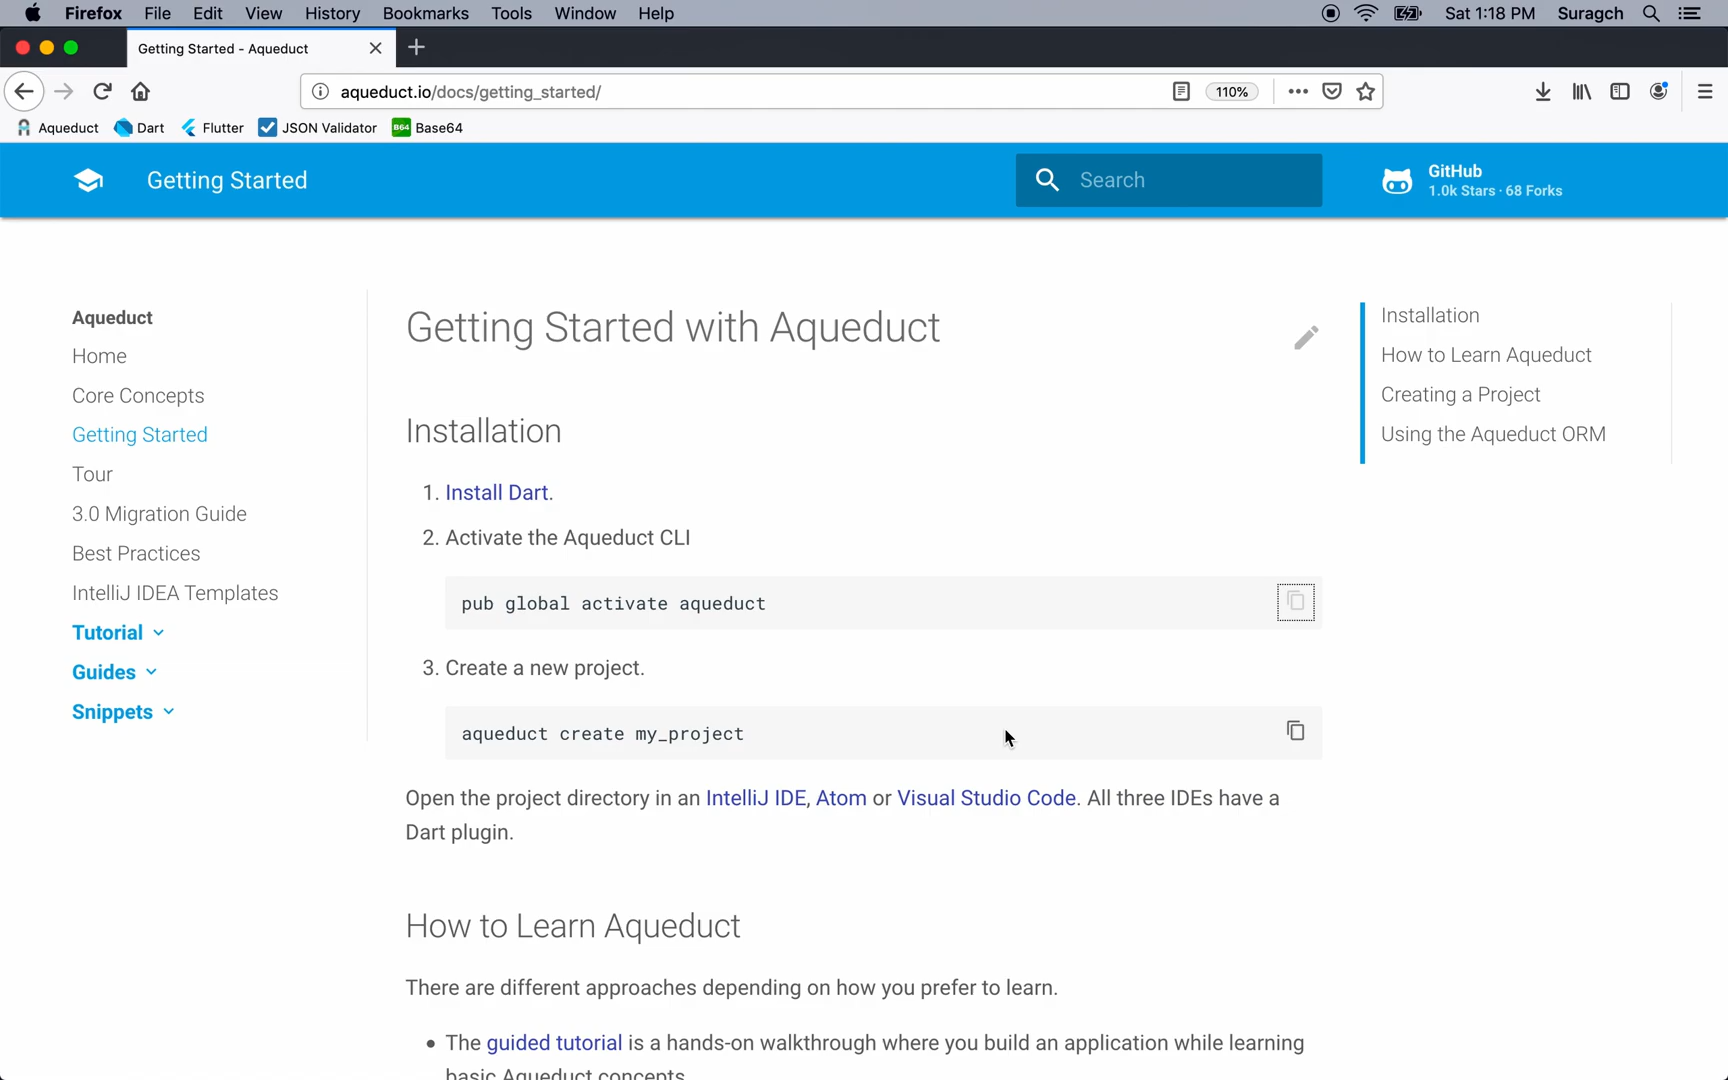 Firefox File Edit View History Bookmarks Tools Window Help Sat 1:18 PM Suragch
Getting Started - Aqueduct
aqueduct.io/docs/getting_started/ 110%
Aqueduct Dart Flutter JSON Validator B64 Base64
Getting Started
Search
GitHub
1.0k Stars · 68 Forks
Aqueduct
Home
Core Concepts
Getting Started
Tour
3.0 Migration Guide
Best Practices
IntelliJ IDEA Templates
Tutorial
Guides
Snippets
Getting Started with Aqueduct
Installation
1. Install Dart.
2. Activate the Aqueduct CLI
pub global activate aqueduct
3. Create a new project.
aqueduct create my_project
Open the project directory in an IntelliJ IDE, Atom or Visual Studio Code. All three IDEs have a
Dart plugin.
How to Learn Aqueduct
There are different approaches depending on how you prefer to learn.
• The guided tutorial is a hands-on walkthrough where you build an application while learning
basic Aqueduct concepts
Installation
How to Learn Aqueduct
Creating a Project
Using the Aqueduct ORM